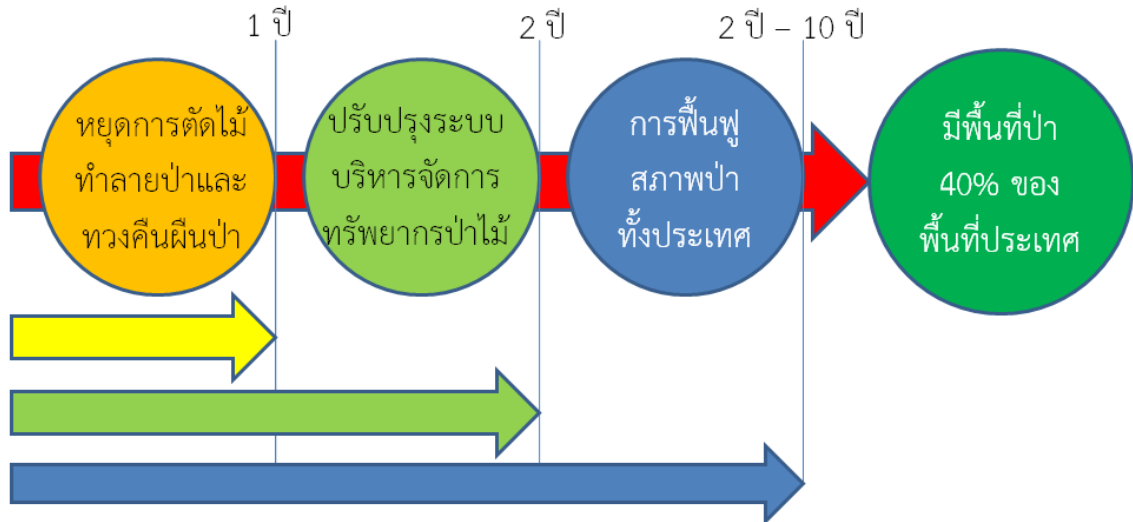 1 ปี
2 ปี
2 ปี – 10 ปี
หยุดการตัดไม้
ทำลายป่าและ
ทวงคืนผืนป่า
ปรับปรุงระบบ
บริหารจัดการ
ทรัพยากรป่าไม้
การฟื้นฟู
สภาพป่า
ทั้งประเทศ
มีพื้นที่ป่า
40% ของ
พื้นที่ประเทศ